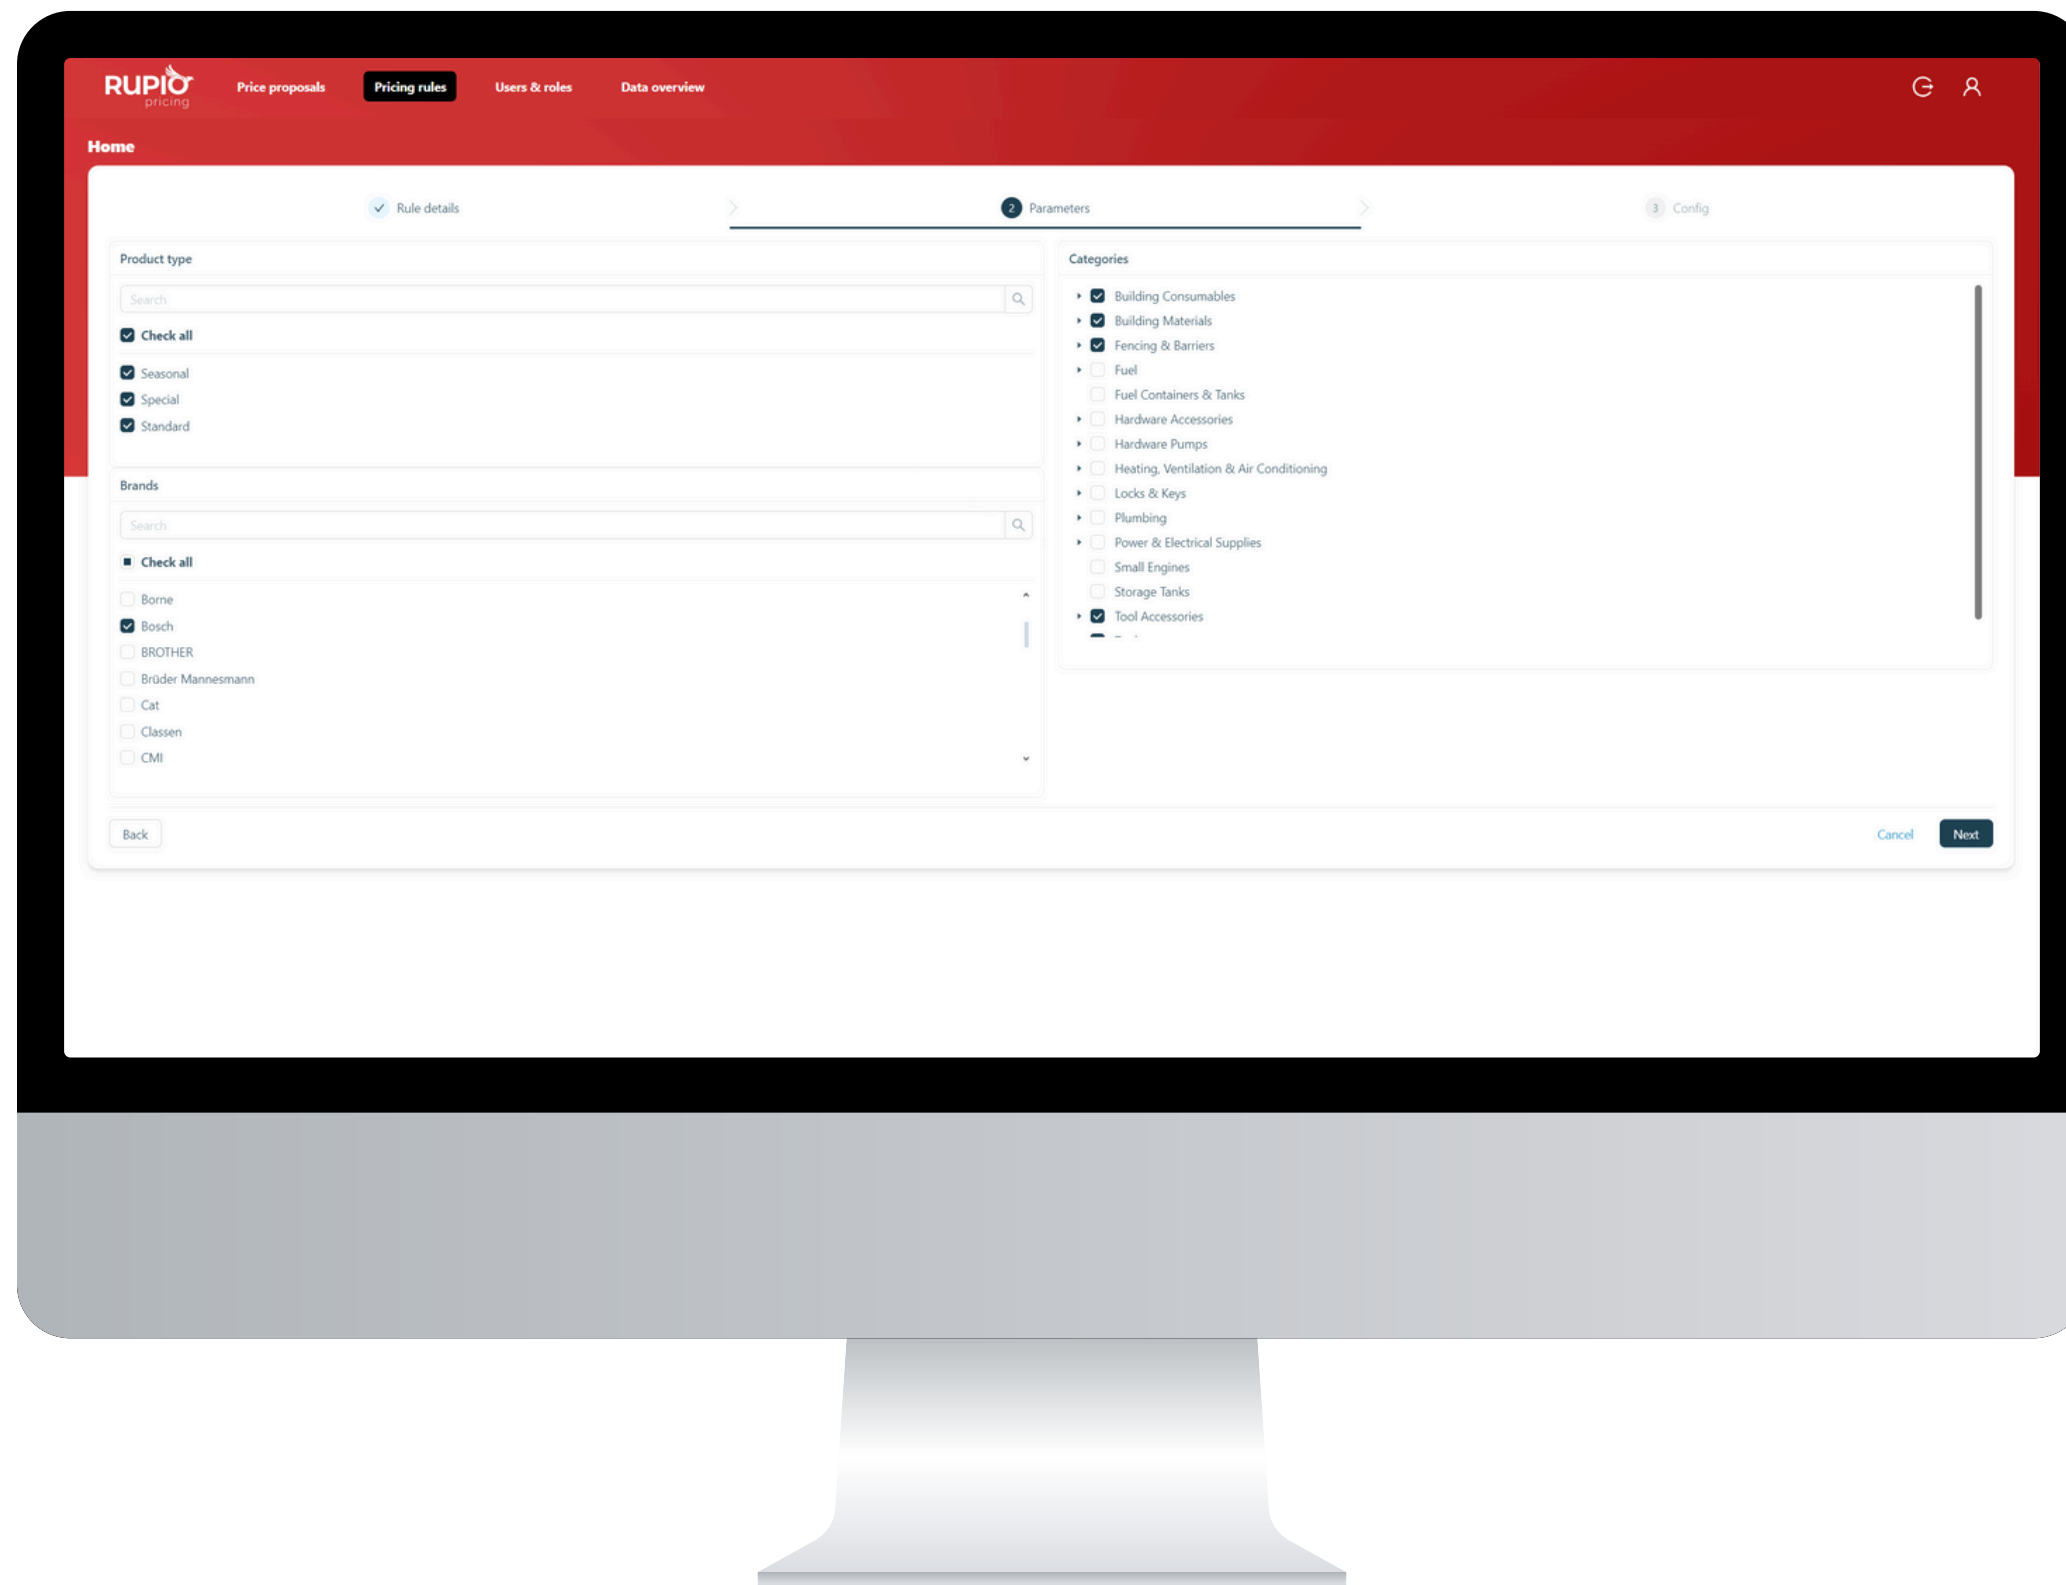 RUPIO
pricing
Price proposals
Pricing rules
Users & roles
Data overview
Home
Rule details
2 Parameters
3 Config
Product type
Search
Check all
Seasonal
Special
Standard
Brands
Search
Check all
Borne
Bosch
BROTHER
Brüder Mannesmann
Cat
Classen
CMI
Categories
Building Consumables
Building Materials
Fencing & Barriers
Fuel
Fuel Containers & Tanks
Hardware Accessories
Hardware Pumps
Heating, Ventilation & Air Conditioning
Locks & Keys
Plumbing
Power & Electrical Supplies
Small Engines
Storage Tanks
Tool Accessories
Back
Cancel
Next